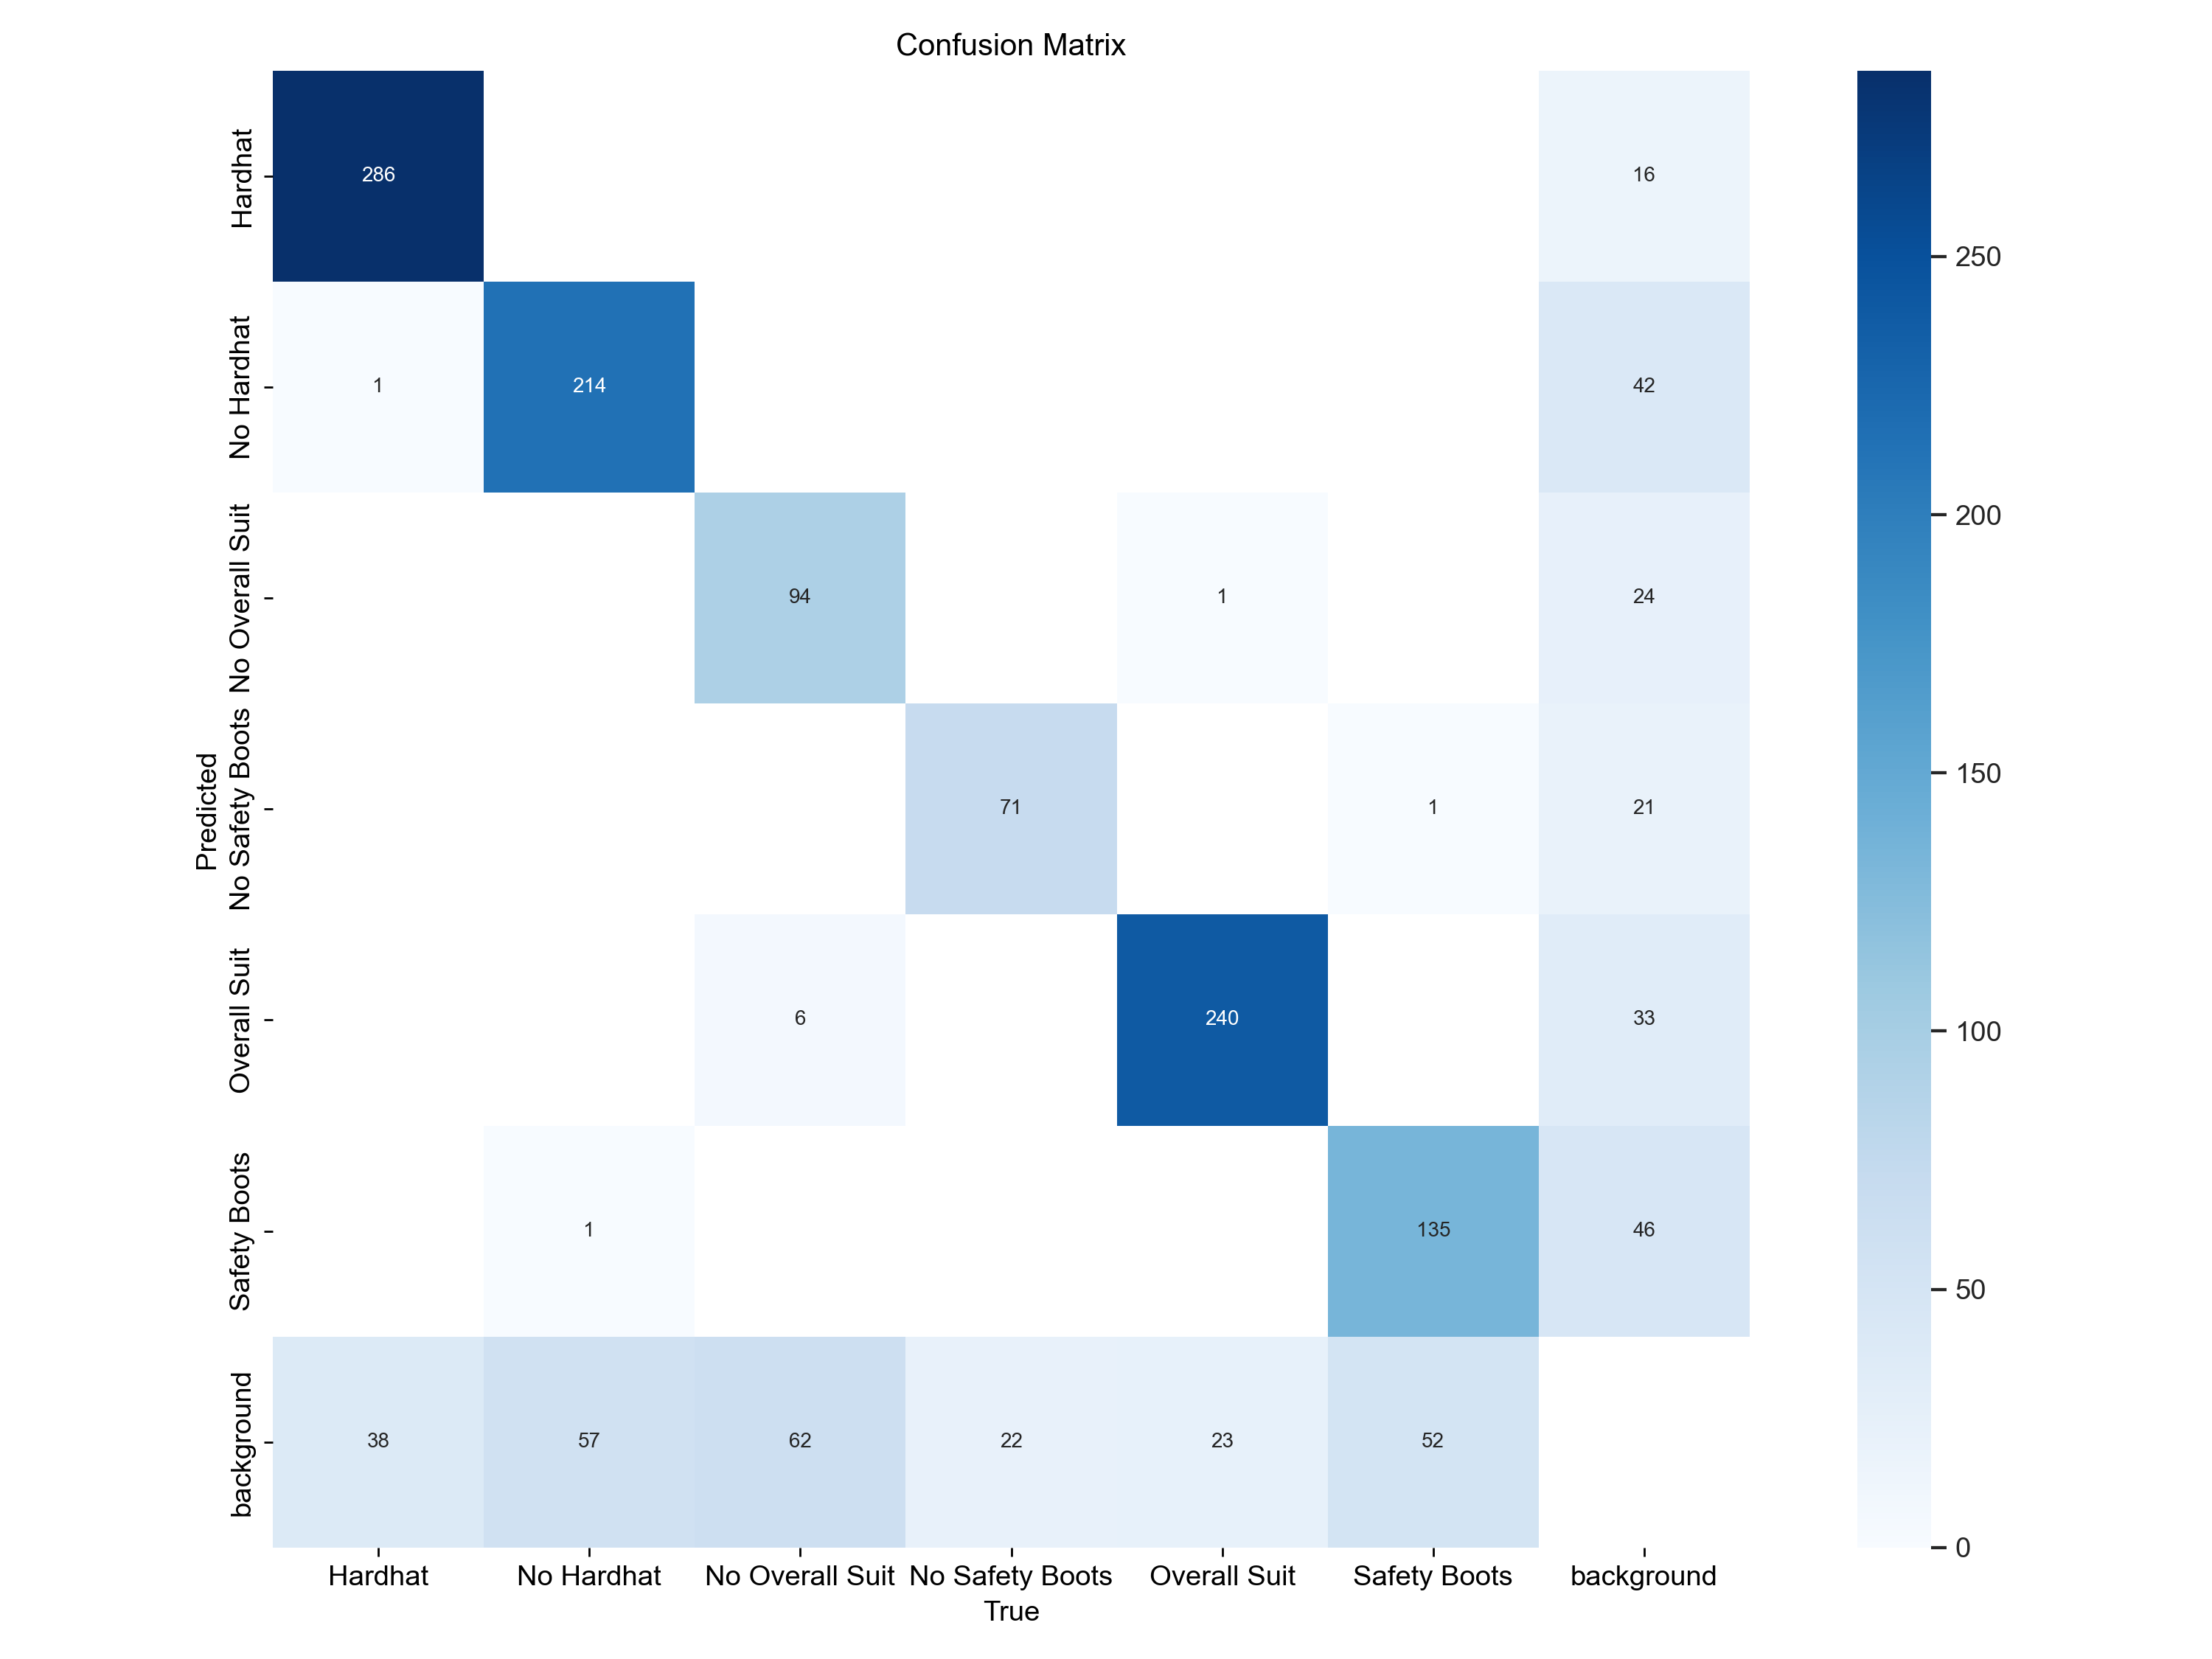 Confusion Matrix
Hardhat
286
16
No Hardhat
1
214
42
No Overall Suit
94
1
24
No Safety Boots
71
1
21
Overall Suit
6
240
33
Safety Boots
1
135
46
background
38
57
62
22
23
52
Predicted
Hardhat
No Hardhat
No Overall Suit
No Safety Boots
Overall Suit
Safety Boots
background
True
250
200
150
100
50
0